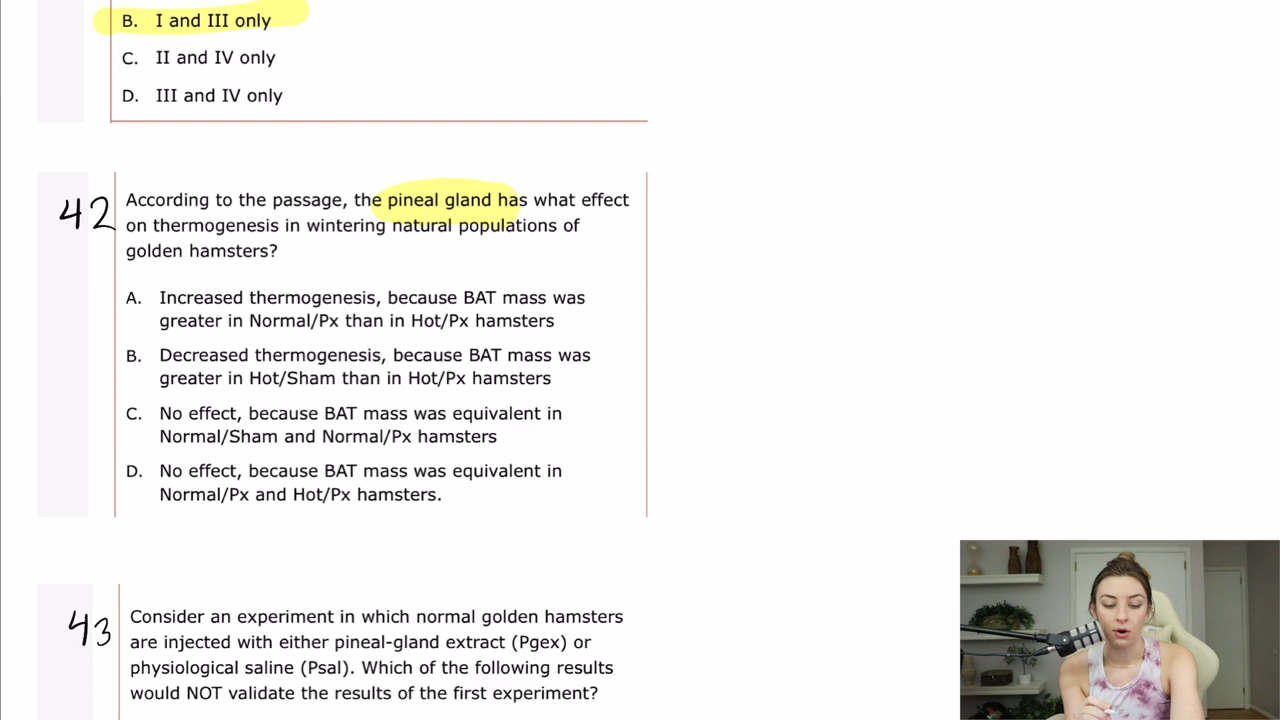 B. I and III only
C. II and IV only
D. III and IV only
42
According to the passage, the pineal gland has what effect
on thermogenesis in wintering natural populations of
golden hamsters?
A. Increased thermogenesis, because BAT mass was
greater in Normal/Px than in Hot/Px hamsters
B. Decreased thermogenesis, because BAT mass was
greater in Hot/Sham than in Hot/Px hamsters
C. No effect, because BAT mass was equivalent in
Normal/Sham and Normal/Px hamsters
D. No effect, because BAT mass was equivalent in
Normal/Px and Hot/Px hamsters.
43
Consider an experiment in which normal golden hamsters
are injected with either pineal-gland extract (Pgex) or
physiological saline (Psal). Which of the following results
would NOT validate the results of the first experiment?